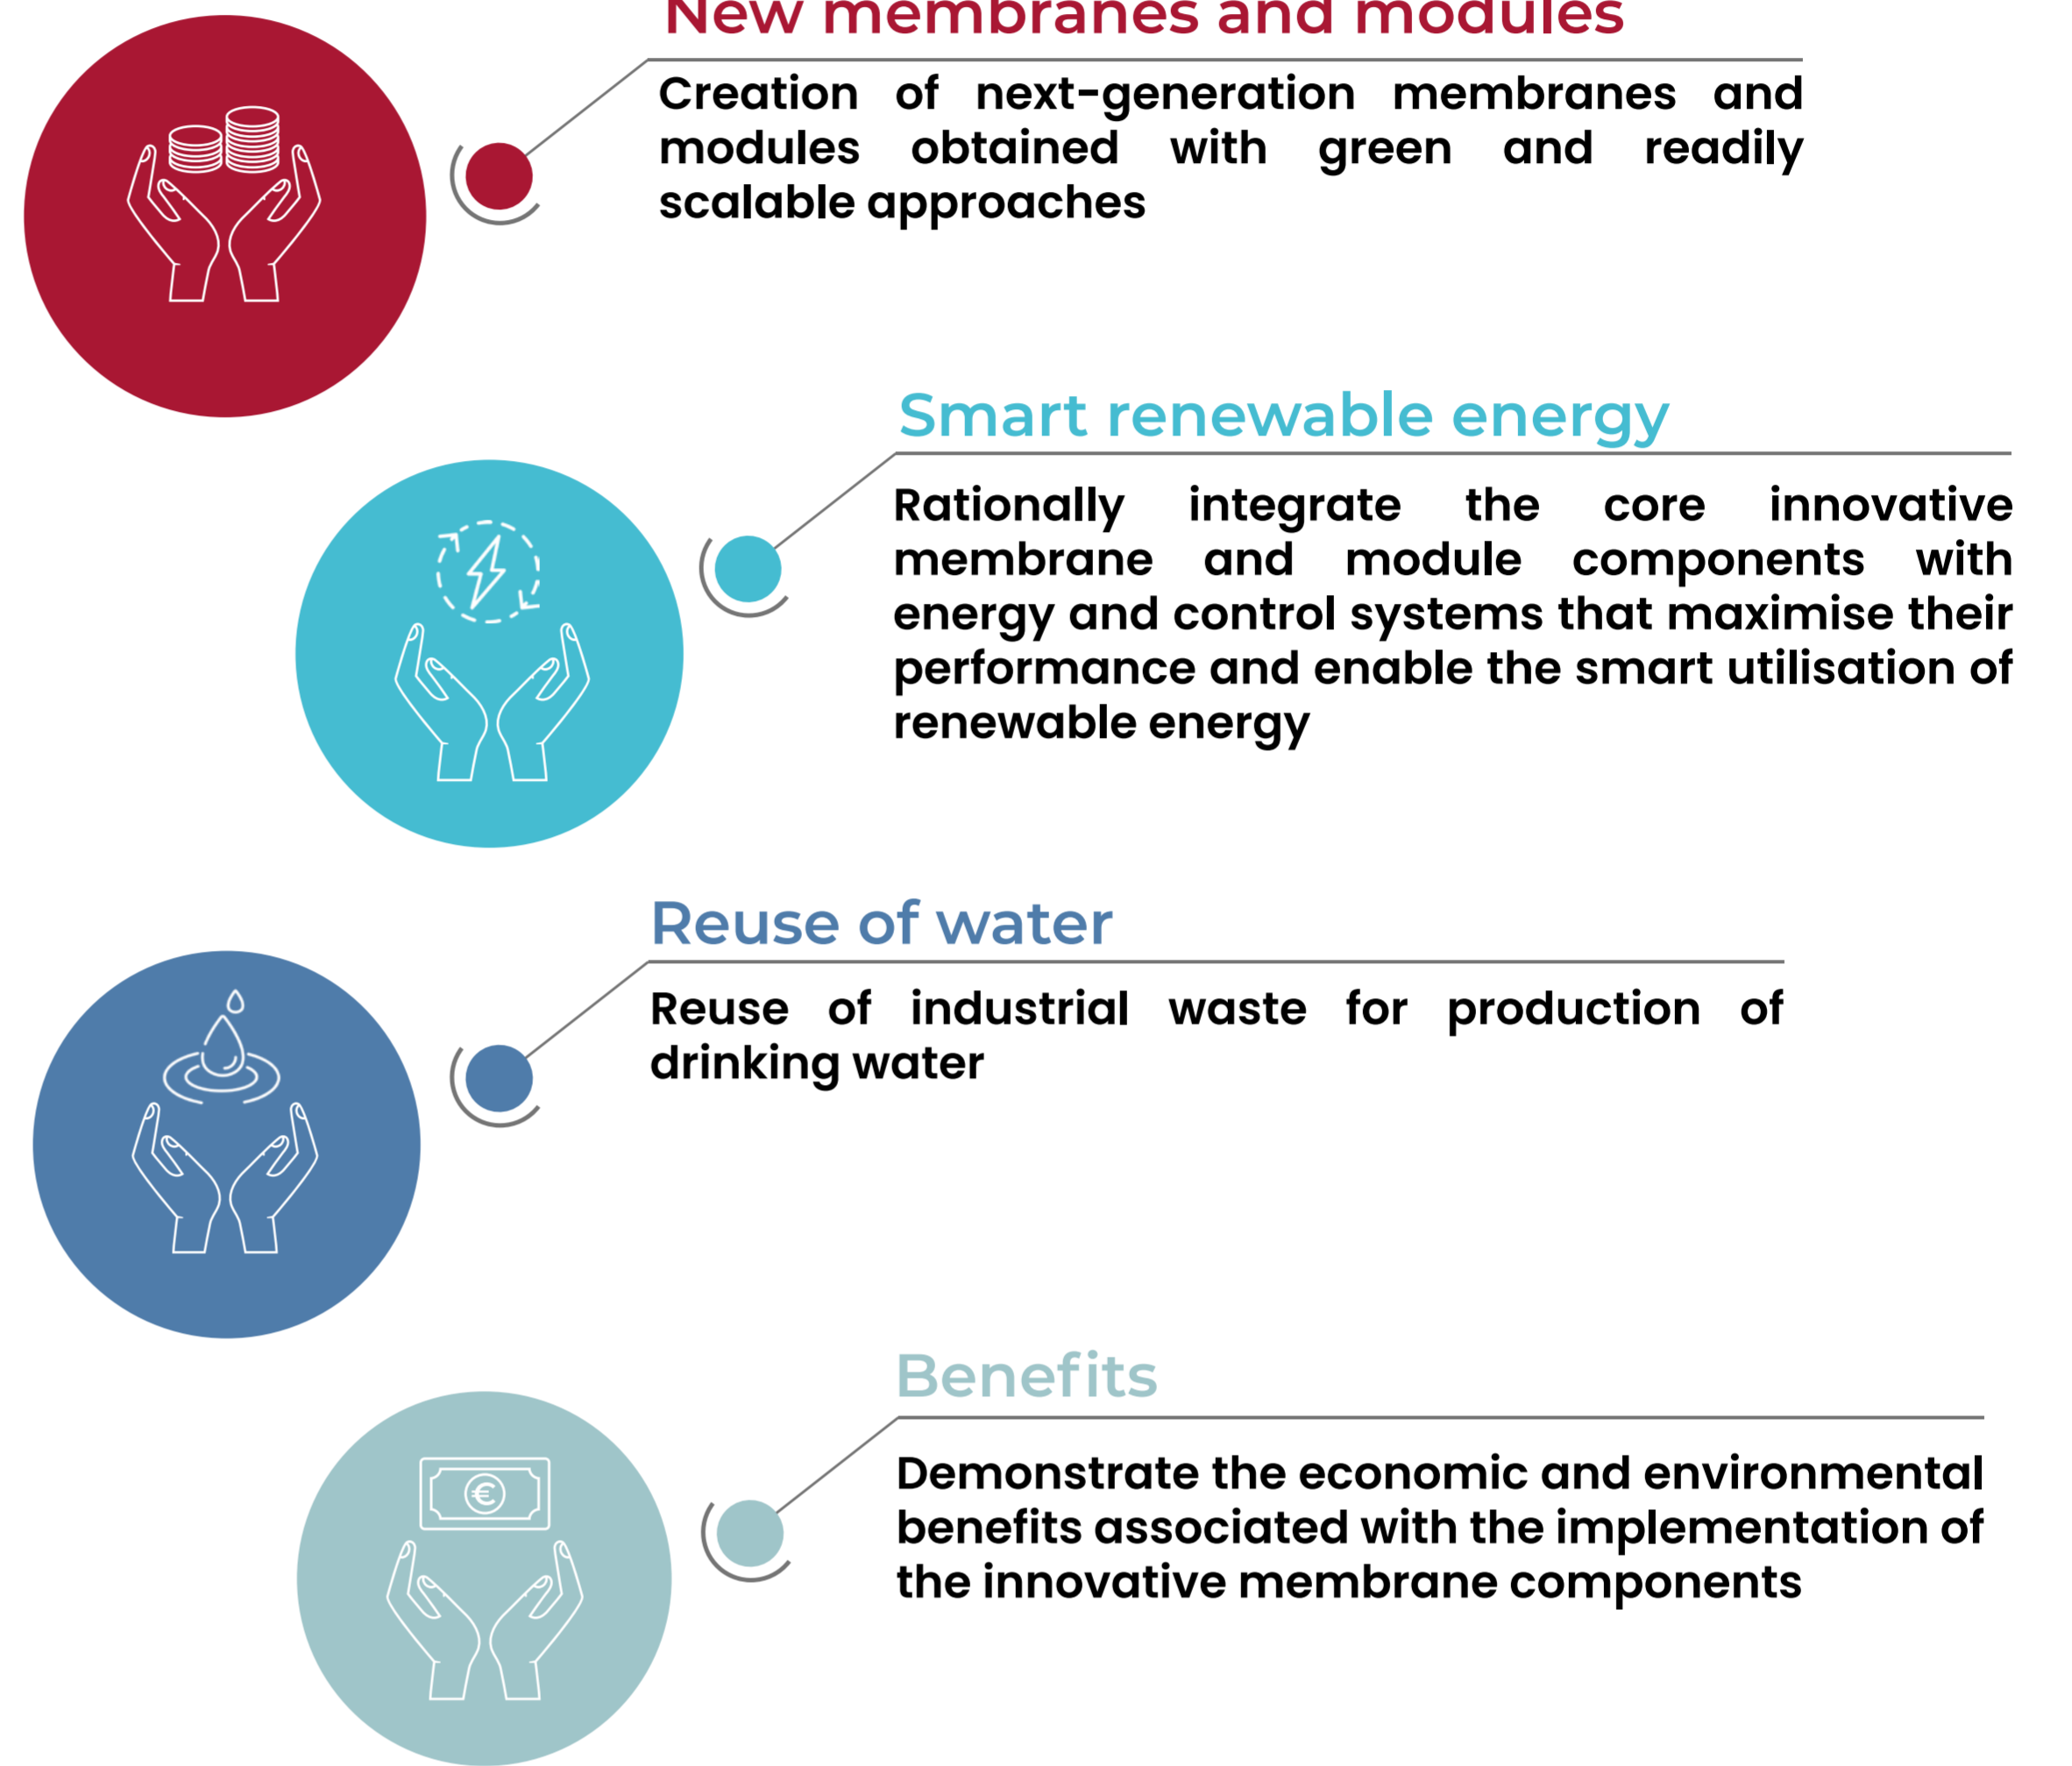 New membranes and modules
Creation of next-generation membranes and
modules obtained with green and readily
scalable approaches
Smart renewable energy
Rationally integrate the core innovative
membrane and module components with
energy and control systems that maximise their
performance and enable the smart utilisation of
renewable energy
Reuse of water
Reuse of industrial waste for production of
drinking water
Benefits
€
Demonstrate the economic and environmental
benefits associated with the implementation of
the innovative membrane components